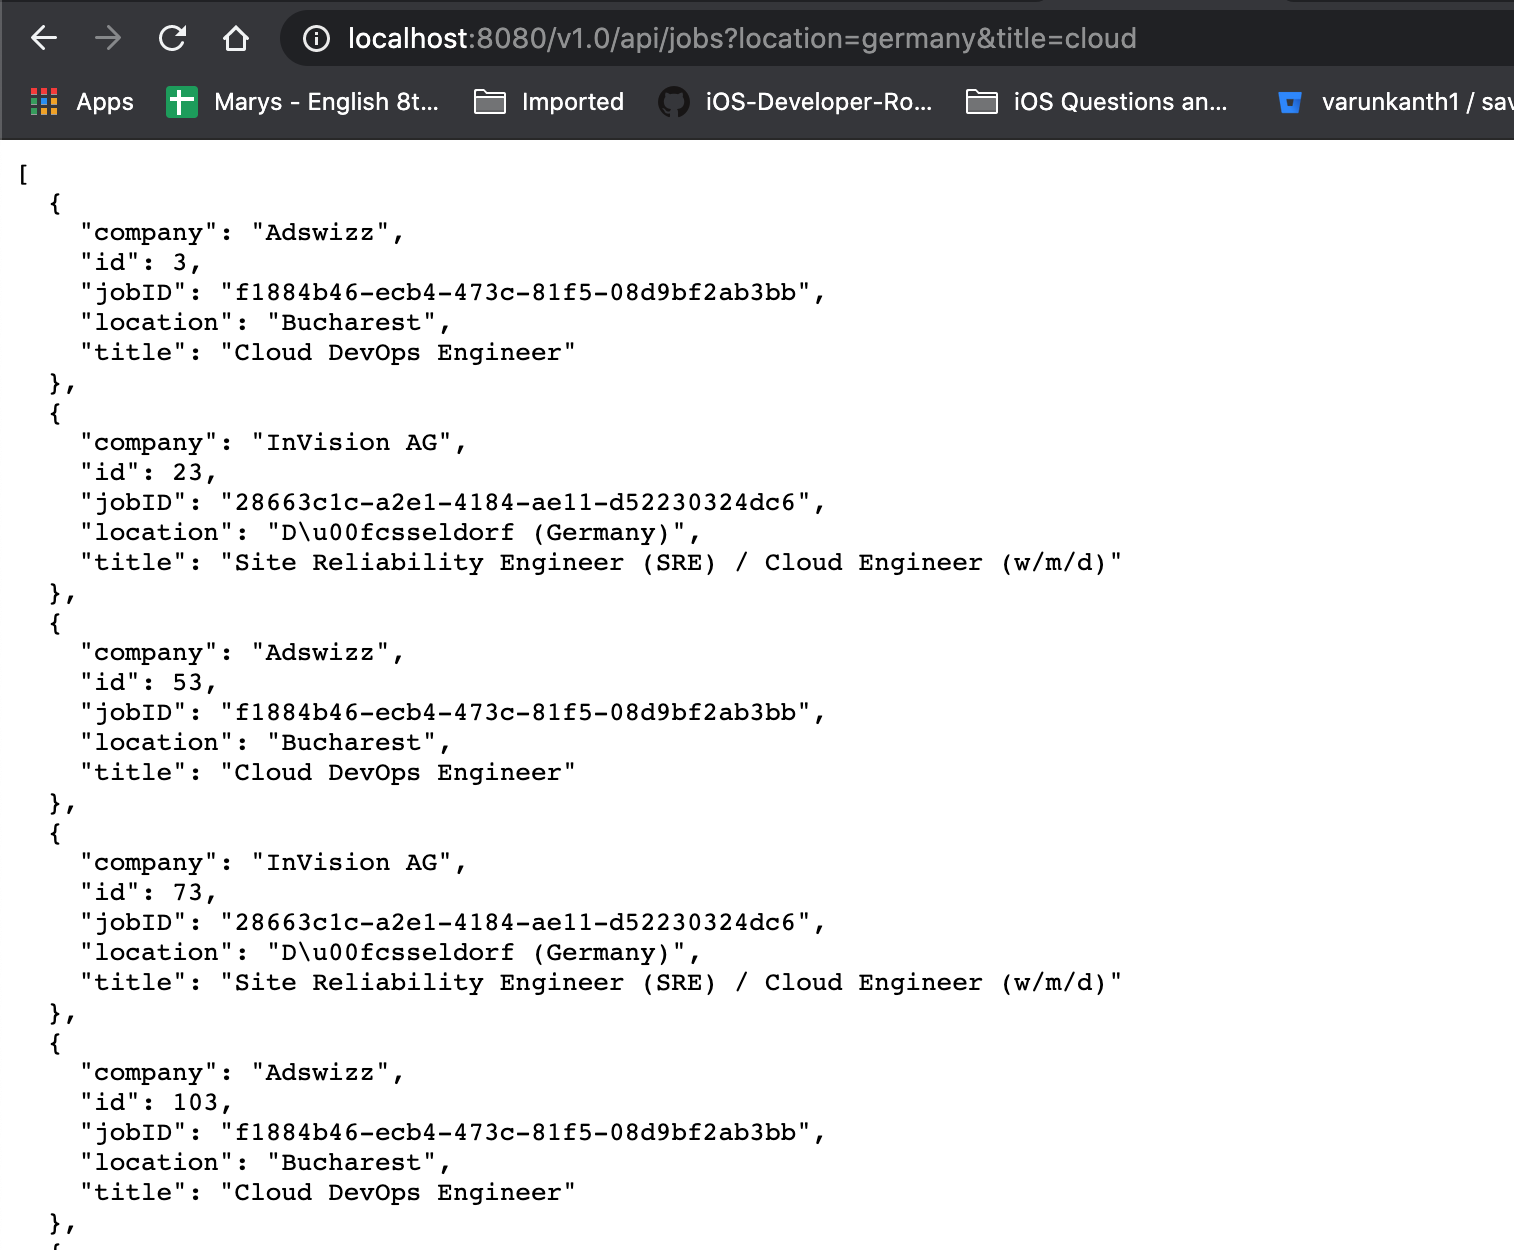 localhost:8080/v1.0/api/jobs?location=germany&title=cloud
Apps Marys - English 8t... Imported iOS-Developer-Ro... iOS Questions an... varunkanth1 / sav
[
  {
    "company": "Adswizz",
    "id": 3,
    "jobID": "f1884b46-ecb4-473c-81f5-08d9bf2ab3bb",
    "location": "Bucharest",
    "title": "Cloud DevOps Engineer"
  },
  {
    "company": "InVision AG",
    "id": 23,
    "jobID": "28663c1c-a2e1-4184-ae11-d52230324dc6",
    "location": "D\u00fcsseldorf (Germany)",
    "title": "Site Reliability Engineer (SRE) / Cloud Engineer (w/m/d)"
  },
  {
    "company": "Adswizz",
    "id": 53,
    "jobID": "f1884b46-ecb4-473c-81f5-08d9bf2ab3bb",
    "location": "Bucharest",
    "title": "Cloud DevOps Engineer"
  },
  {
    "company": "InVision AG",
    "id": 73,
    "jobID": "28663c1c-a2e1-4184-ae11-d52230324dc6",
    "location": "D\u00fcsseldorf (Germany)",
    "title": "Site Reliability Engineer (SRE) / Cloud Engineer (w/m/d)"
  },
  {
    "company": "Adswizz",
    "id": 103,
    "jobID": "f1884b46-ecb4-473c-81f5-08d9bf2ab3bb",
    "location": "Bucharest",
    "title": "Cloud DevOps Engineer"
  },
  {